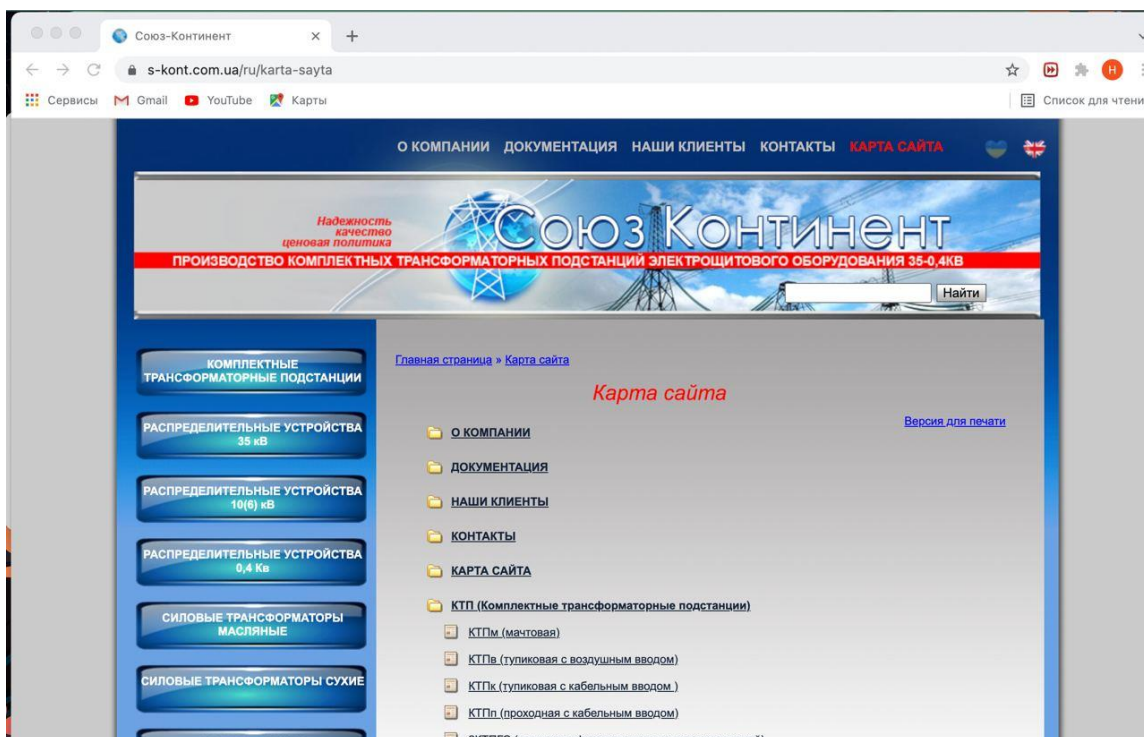 Союз-Континент
s-kont.com.ua/ru/karta-sayta
H
Сервисы Gmail YouTube Карты
Список для чтени
О КОМПАНИИ ДОКУМЕНТАЦИЯ НАШИ КЛИЕНТЫ КОНТАКТЫ КАРТА САЙТА
Надежность
качество
ценовая политика
Союз Континент
ПРОИЗВОДСТВО КОМПЛЕКТНЫХ ТРАНСФОРМАТОРНЫХ ПОДСТАНЦИЙ ЭЛЕКТРОЩИТОВОГО ОБОРУДОВАНИЯ 35-0,4КВ
Найти
КОМПЛЕКТНЫЕ
ТРАНСФОРМАТОРНЫЕ ПОДСТАНЦИИ
РАСПРЕДЕЛИТЕЛЬНЫЕ УСТРОЙСТВА
35 кВ
РАСПРЕДЕЛИТЕЛЬНЫЕ УСТРОЙСТВА
10(6) кВ
РАСПРЕДЕЛИТЕЛЬНЫЕ УСТРОЙСТВА
0,4 Кв
СИЛОВЫЕ ТРАНСФОРМАТОРЫ
МАСЛЯНЫЕ
СИЛОВЫЕ ТРАНСФОРМАТОРЫ СУХИЕ
Главная страница » Карта сайта
Карта сайта
Версия для печати
О КОМПАНИИ
ДОКУМЕНТАЦИЯ
НАШИ КЛИЕНТЫ
КОНТАКТЫ
КАРТА САЙТА
КТП (Комплектные трансформаторные подстанции)
КТПм (мачтовая)
КТПв (тупиковая с воздушным вводом)
КТПк (тупиковая с кабельным вводом )
КТПп (проходная с кабельным вводом)